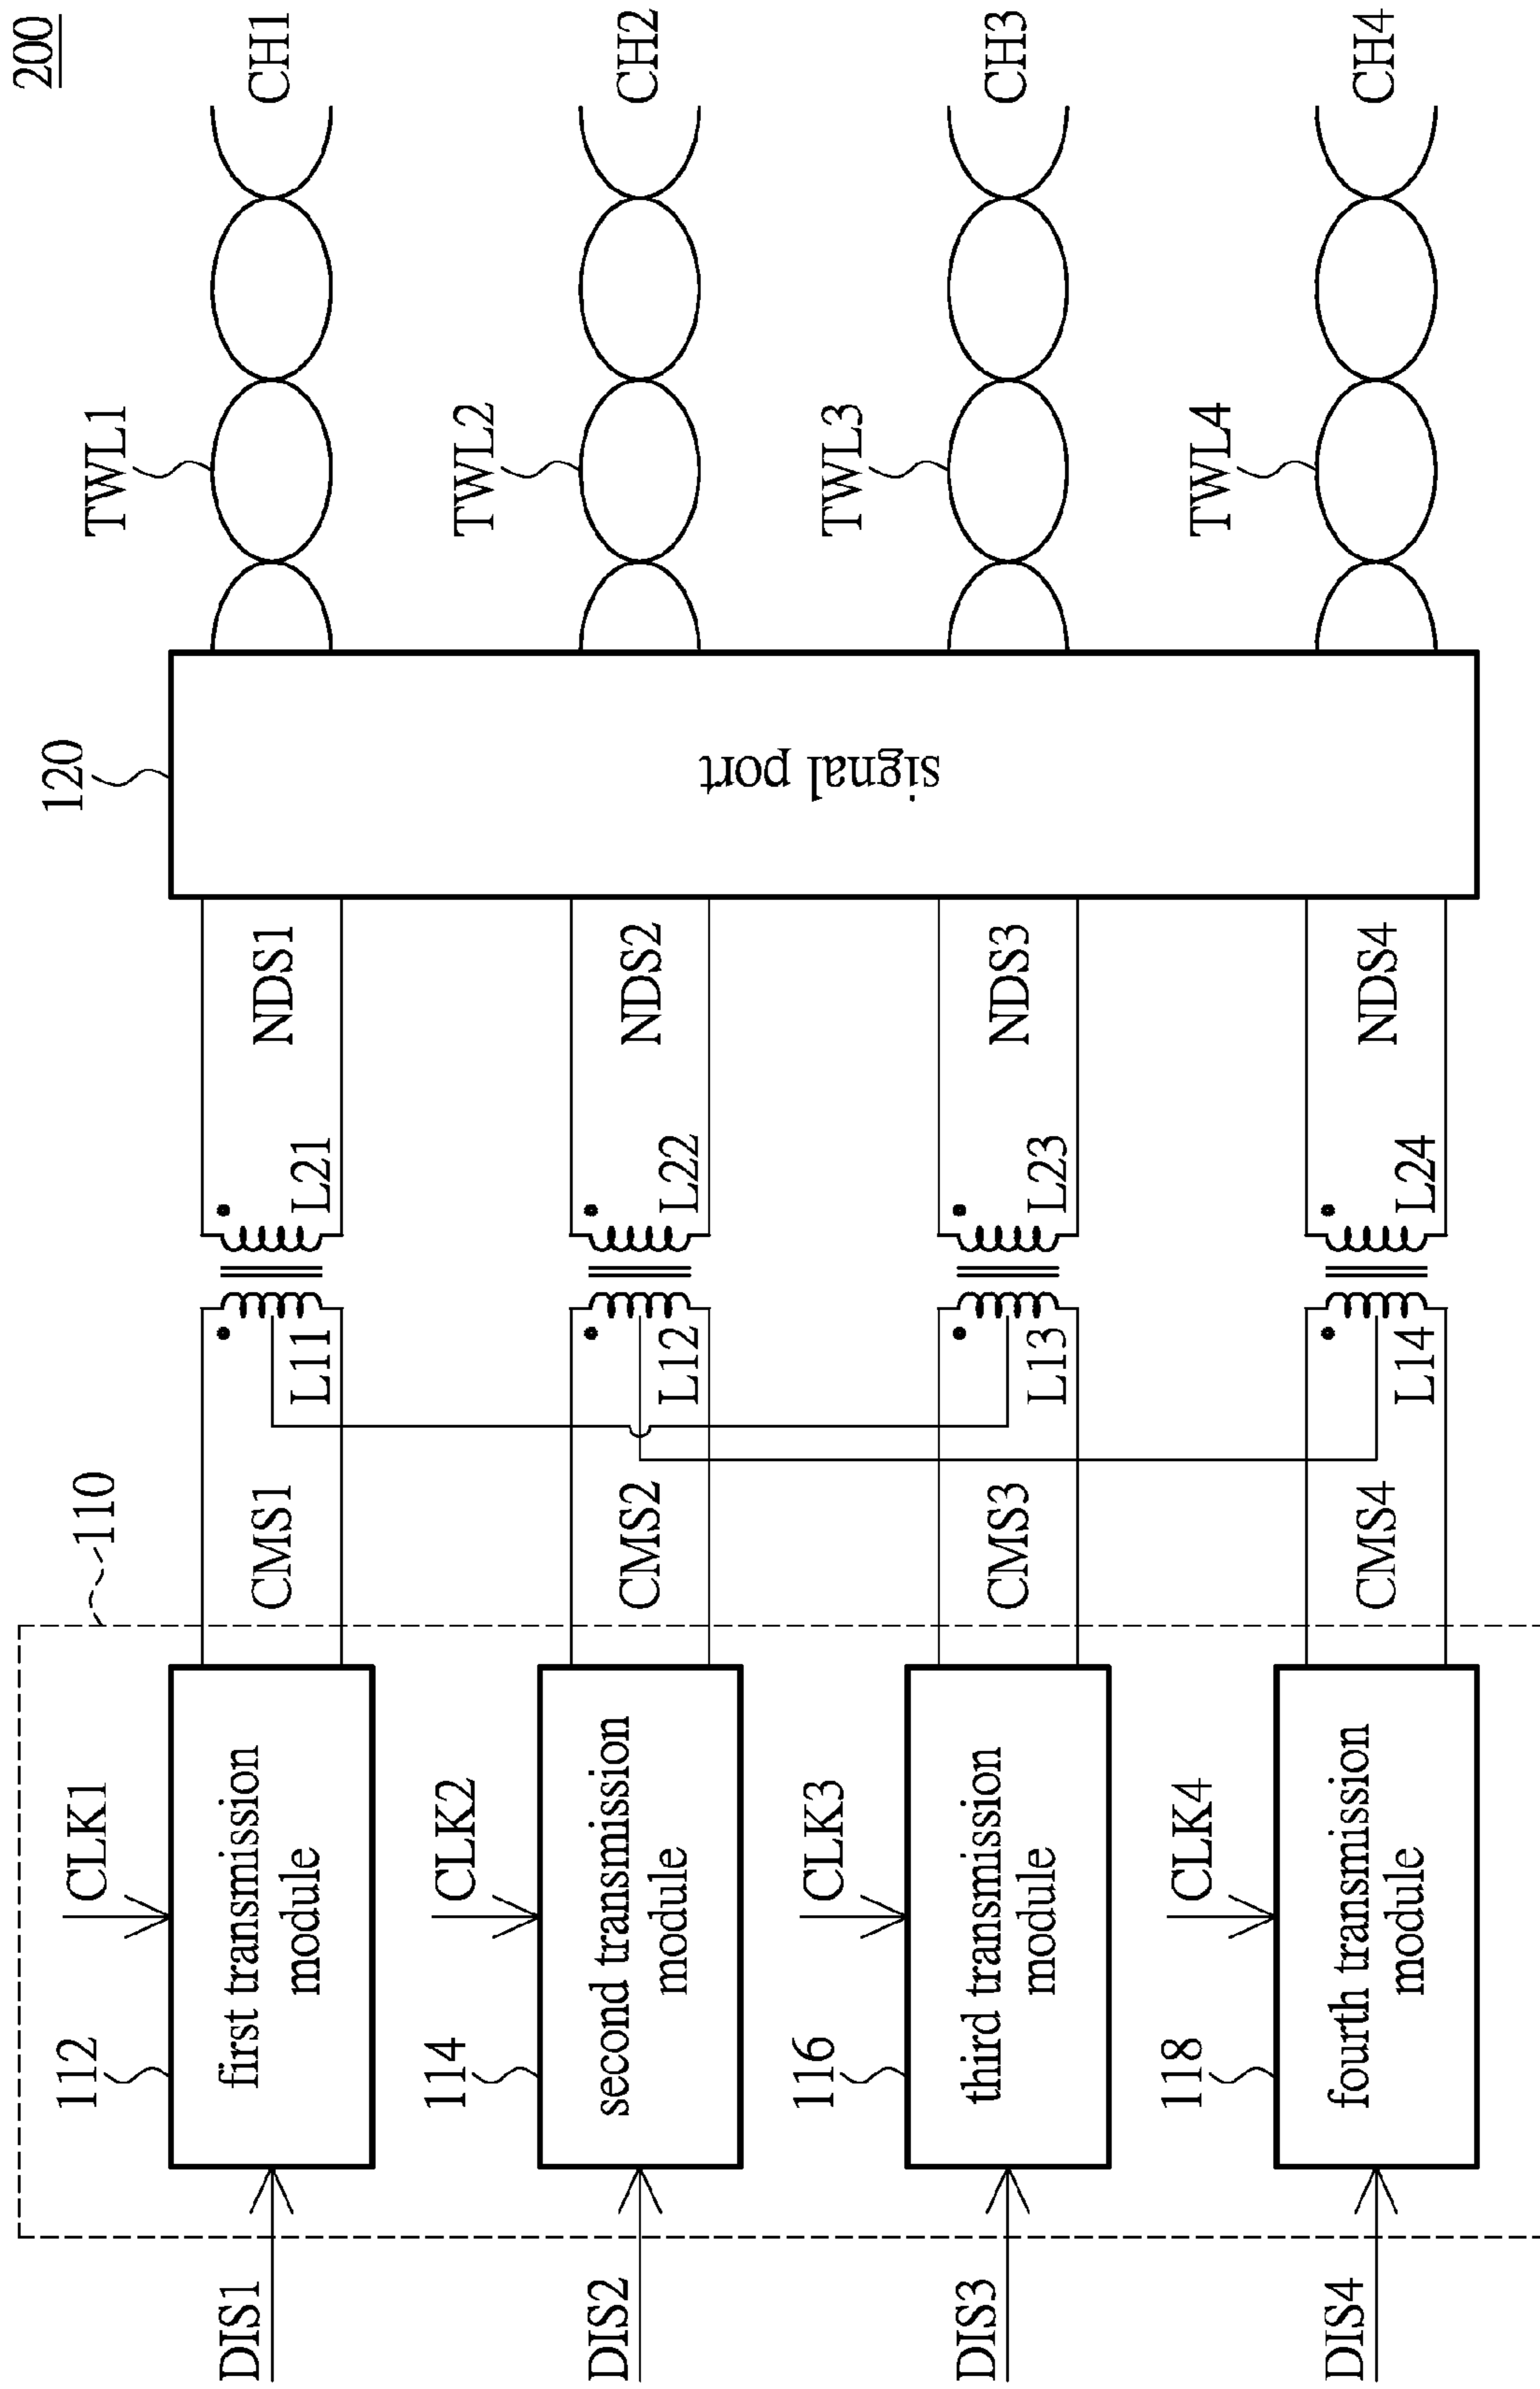 200
110
112
CLK1
DIS1
first transmission
module
CMS1
L11
L21
NDS1
120
signal port
TWL1
CH1
114
CLK2
DIS2
second transmission
module
CMS2
L12
L22
NDS2
TWL2
CH2
116
CLK3
DIS3
third transmission
module
CMS3
L13
L23
NDS3
TWL3
CH3
118
CLK4
DIS4
fourth transmission
module
CMS4
L14
L24
NDS4
TWL4
CH4